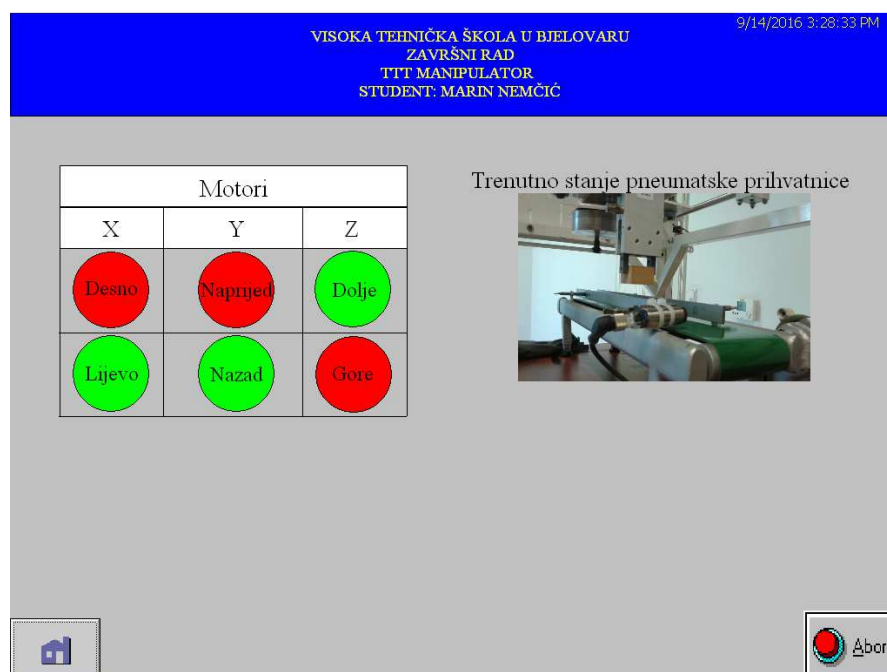 9/14/2016 3:28:33 PM
VISOKA TEHNIČKA ŠKOLA U BJELOVARU
ZAVRŠNI RAD
TTT MANIPULATOR
STUDENT: MARIN NEMČIĆ
Motori
X Y Z
Desno Naprijed Dolje
Lijevo Nazad Gore
Trenutno stanje pneumatske prihvatnice
Abor